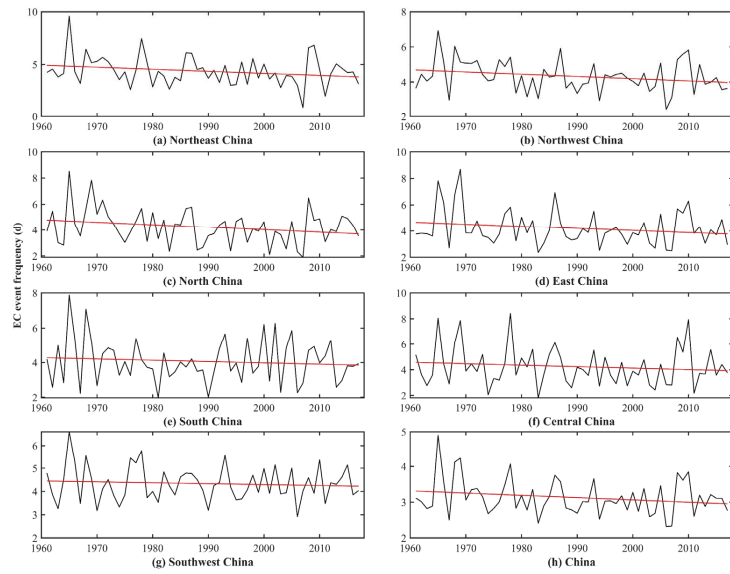 10
5
0
1960 1970 1980 1990 2000 2010
(a) Northeast China
8
6
4
2
1960 1970 1980 1990 2000 2010
(b) Northwest China
10
8
6
4
2
1960 1970 1980 1990 2000 2010
(c) North China
10
8
6
4
2
1960 1970 1980 1990 2000 2010
(d) East China
EC event frequency (d)
8
6
4
2
1960 1970 1980 1990 2000 2010
(e) South China
10
8
6
4
2
1960 1970 1980 1990 2000 2010
(f) Central China
6
5
4
3
2
1960 1970 1980 1990 2000 2010
(g) Southwest China
5
4
3
2
1960 1970 1980 1990 2000 2010
(h) China